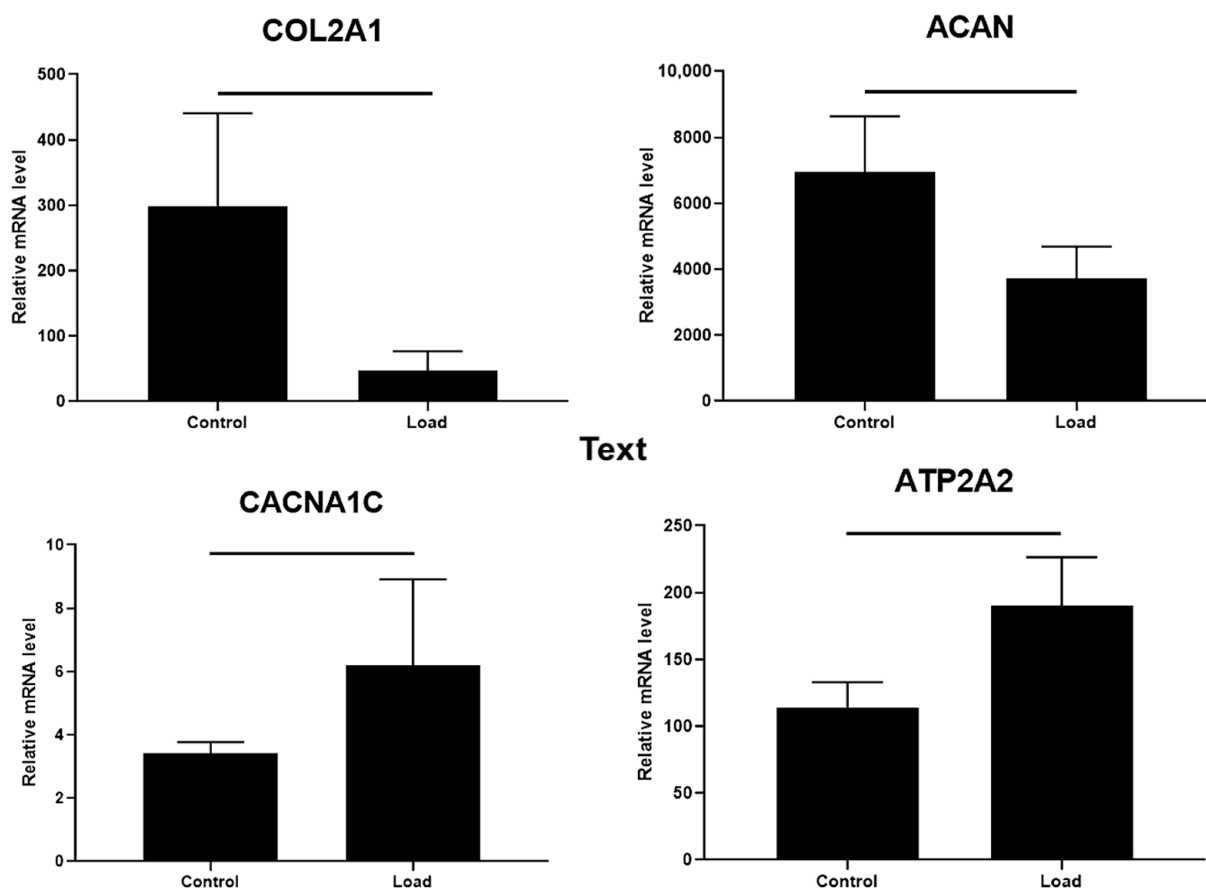 COL2A1
Relative mRNA level
500
400
300
200
100
0
Control
Load
ACAN
Relative mRNA level
10,000
8000
6000
4000
2000
0
Control
Load
Text
CACNA1C
Relative mRNA level
10
8
6
4
2
0
Control
Load
ATP2A2
Relative mRNA level
250
200
150
100
50
0
Control
Load